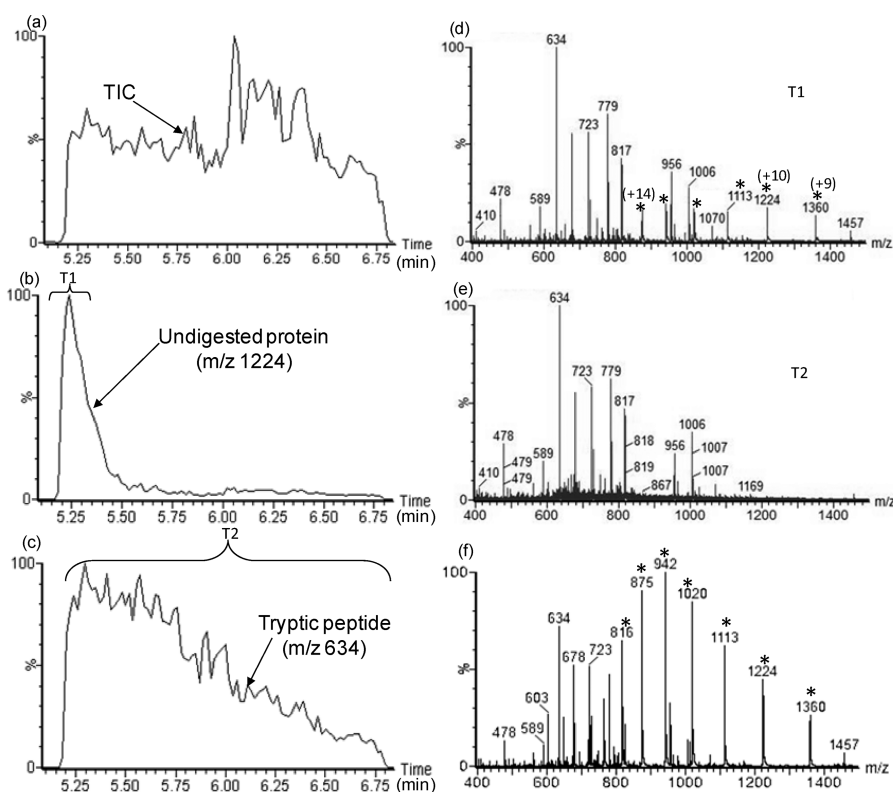 (a)
100
%
0
TIC
5.25 5.50 5.75 6.00 6.25 6.50 6.75
Time
(min)
(b)
T1
100
%
0
Undigested protein
(m/z 1224)
5.25 5.50 5.75 6.00 6.25 6.50 6.75
Time
(min)
(c)
T2
100
%
0
Tryptic peptide
(m/z 634)
5.25 5.50 5.75 6.00 6.25 6.50 6.75
Time
(min)
(d)
T1
100
%
0
410 478 589 634 723 779 817 (+14) * * 956 1006 * 1070 * 1113 (+10) * 1224 (+9) * 1360 1457
400 600 800 1000 1200 1400
m/z
(e)
T2
100
%
0
410 478 479 479 589 634 723 779 817 818 819 867 956 1006 1007 1007 1169
400 600 800 1000 1200 1400
m/z
(f)
100
%
0
478 589 603 634 678 723 * 816 * 875 * 942 * 1020 * 1113 * 1224 * 1360 1457
400 600 800 1000 1200 1400
m/z